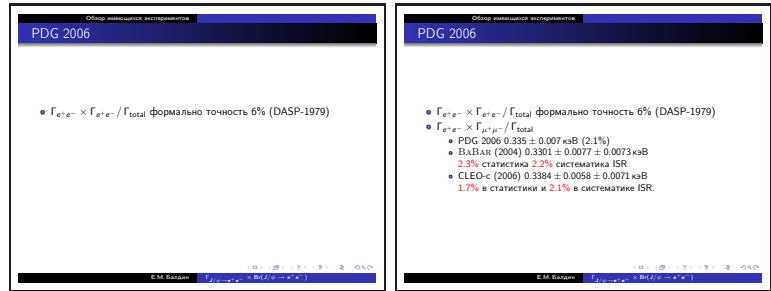 Обзор имеющихся экспериментов
PDG 2006
Γe⁺e⁻ × Γe⁺e⁻/Γtotal формально точность 6% (DASP-1979)
Е.М. Балдин ΓJ/ψ→e⁺e⁻ × Br(J/ψ → e⁺e⁻)
Обзор имеющихся экспериментов
PDG 2006
Γe⁺e⁻ × Γe⁺e⁻/Γtotal формально точность 6% (DASP-1979)
Γe⁺e⁻ × Γμ⁺μ⁻/Γtotal
PDG 2006 0.335 ± 0.007 кэВ (2.1%)
BaBar (2004) 0.3301 ± 0.0077 ± 0.0073 кэВ
2.3% статистика 2.2% систематика ISR
CLEO-c (2006) 0.3384 ± 0.0058 ± 0.0071 кэВ
1.7% в статистики и 2.1% в систематике ISR.
Е.М. Балдин ΓJ/ψ→e⁺e⁻ × Br(J/ψ → e⁺e⁻)